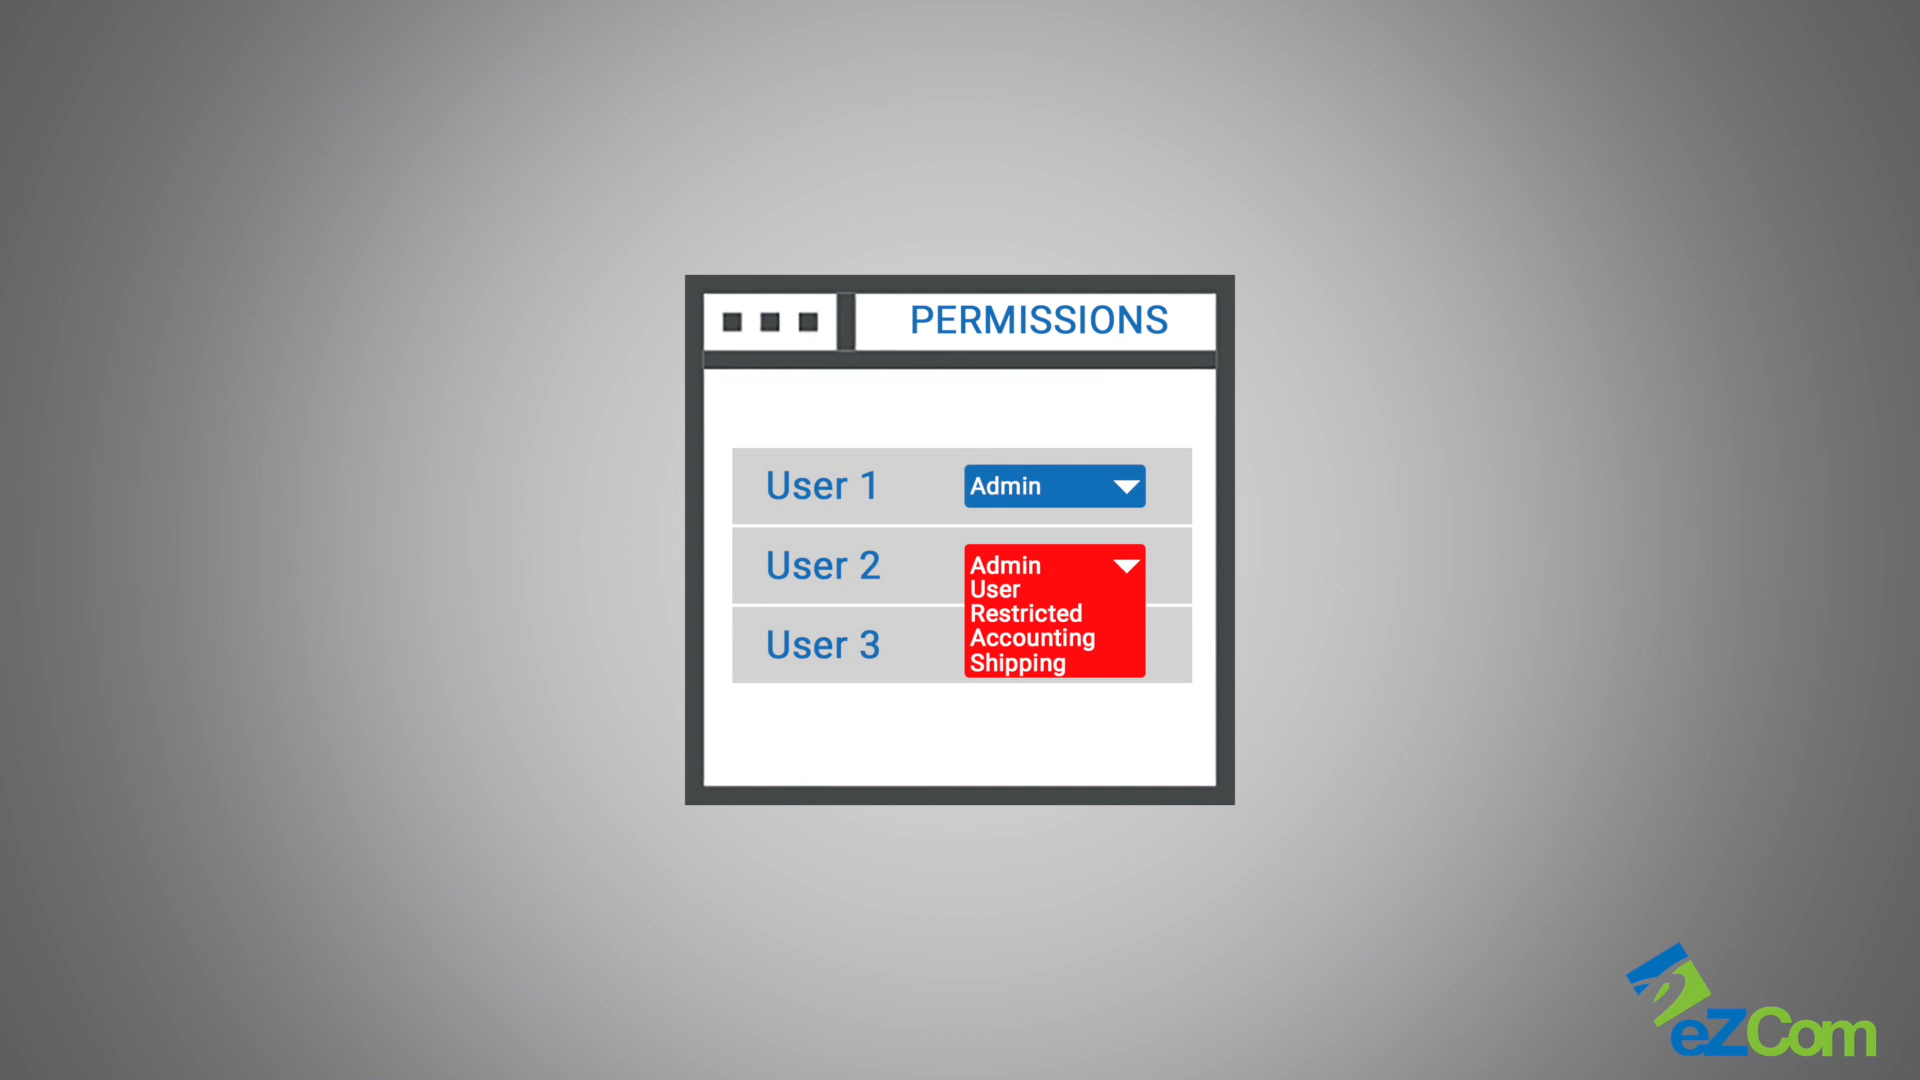 PERMISSIONS
User 1 Admin
User 2 Admin
User
Restricted
User 3 Accounting
Shipping
eZCom